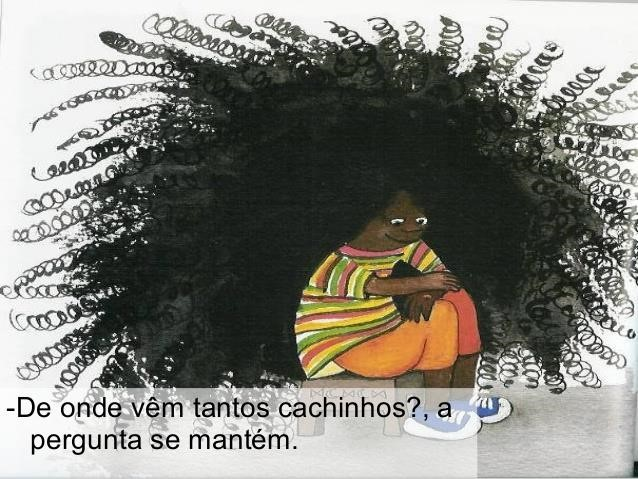 -De onde vêm tantos cachinhos?, a
pergunta se mantém.